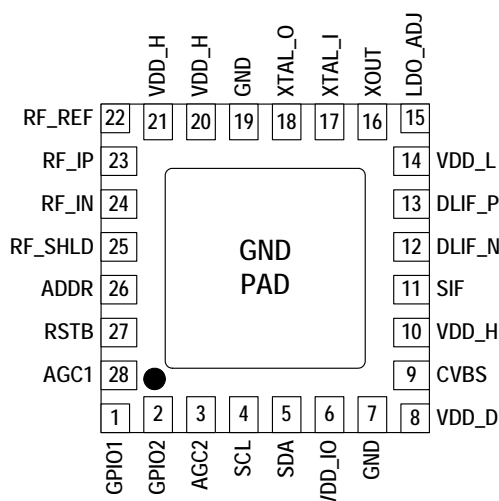 VDD_H
VDD_H
GND
XTAL_O
XTAL_I
XOUT
LDO_ADJ
RF_REF 22 21 20 19 18 17 16 15
RF_IP 23 14 VDD_L
RF_IN 24 13 DLIF_P
RF_SHLD 25 12 DLIF_N
GND
PAD
ADDR 26 11 SIF
RSTB 27 10 VDD_H
AGC1 28 9 CVBS
1 2 3 4 5 6 7 8 VDD_D
GPIO1
GPIO2
AGC2
SCL
SDA
VDD_IO
GND